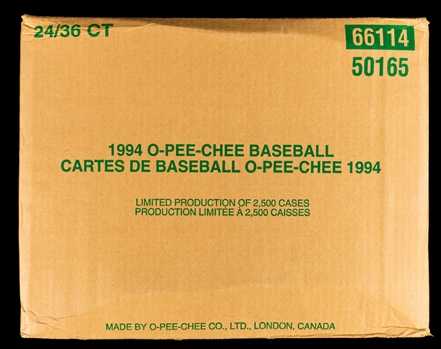 24/36 CT
66114
50165
1994 O-PEE-CHEE BASEBALL
CARTES DE BASEBALL O-PEE-CHEE 1994
LIMITED PRODUCTION OF 2,500 CASES
PRODUCTION LIMITÉE À 2,500 CAISSES
MADE BY O-PEE-CHEE CO., LTD., LONDON, CANADA